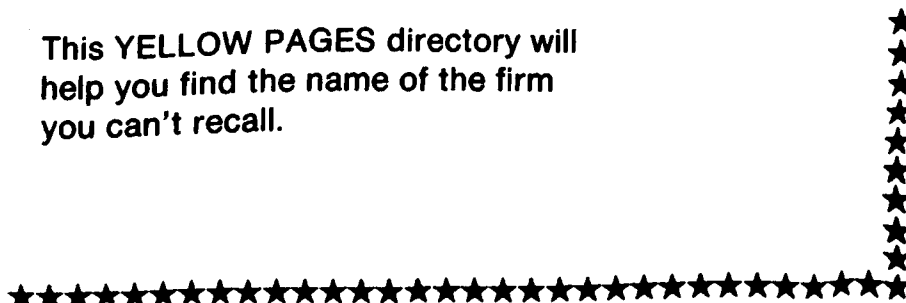 This YELLOW PAGES directory will
help you find the name of the firm
you can't recall.